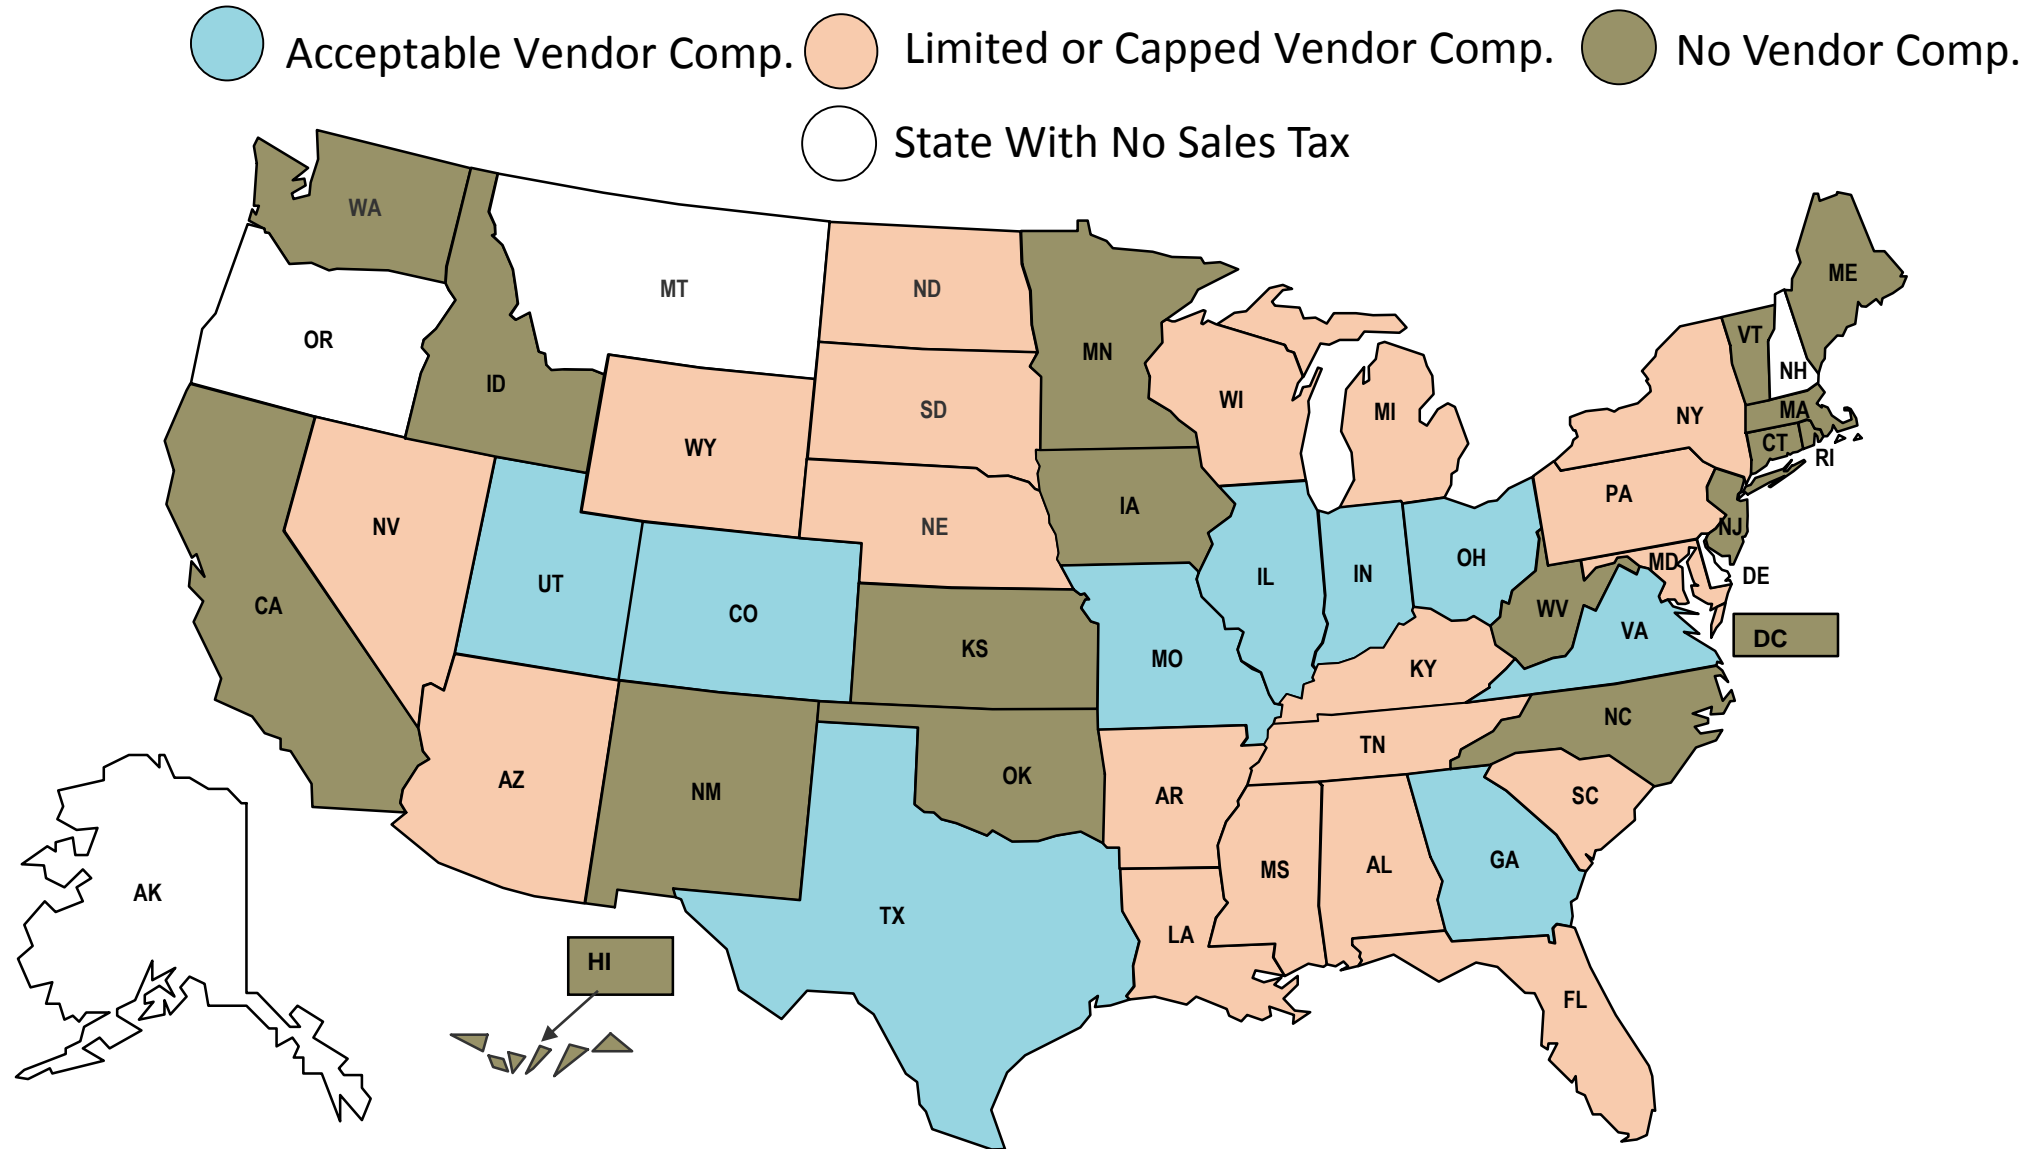 Acceptable Vendor Comp.
Limited or Capped Vendor Comp.
No Vendor Comp.
State With No Sales Tax
WA
MT
ND
MN
ME
OR
ID
WY
SD
WI
MI
NY
VT
NH
MA
CT
RI
NV
UT
CO
NE
IA
PA
NJ
CA
IL
IN
OH
MD
DE
WV
VA
DC
KS
MO
KY
NC
AZ
NM
OK
AR
TN
SC
MS
AL
GA
AK
TX
LA
HI
FL